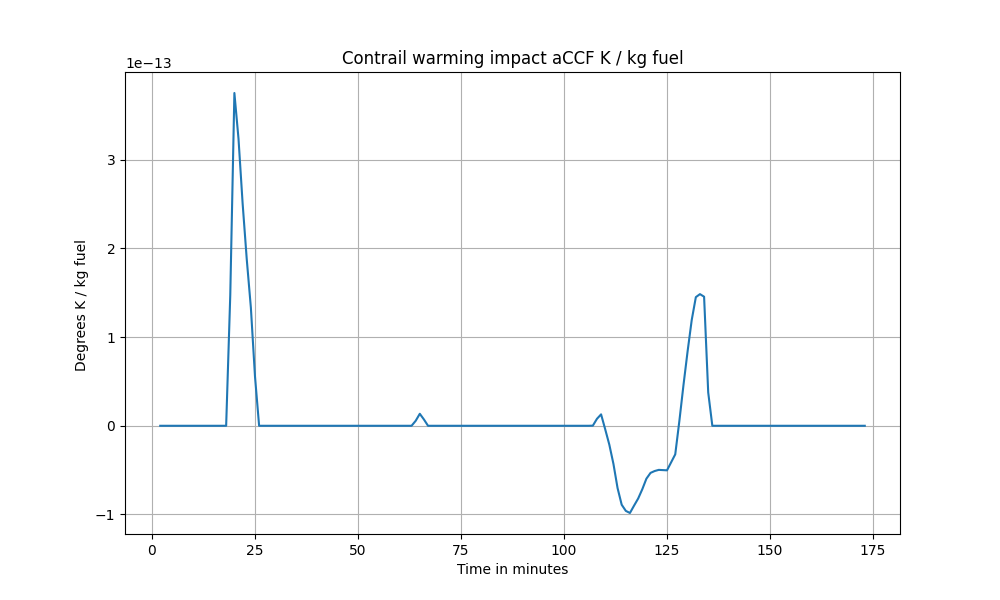 Contrail warming impact aCCF K / kg fuel
1e−13
3
2
1
0
−1
Degrees K / kg fuel
0 25 50 75 100 125 150 175
Time in minutes